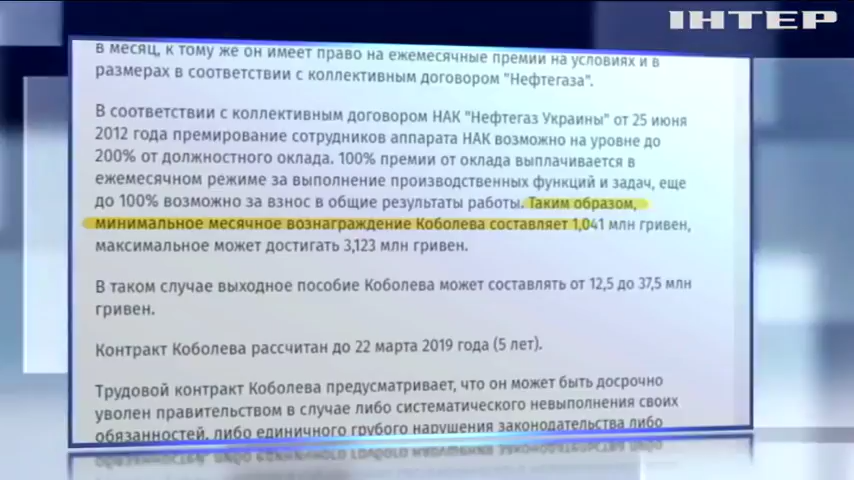 ІНТЕР
в месяц, к тому же он имеет право на ежемесячные премии на условиях и в
размерах в соответствии с коллективным договором "Нефтегаза".
В соответствии с коллективным договором НАК "Нефтегаз Украины" от 25 июня
2012 года премирование сотрудников аппарата НАК возможно на уровне до
200% от должностного оклада. 100% премии от оклада выплачивается в
ежемесячном режиме за выполнение производственных функций и задач, еще
до 100% возможно за взнос в общие результаты работы. Таким образом,
минимальное месячное вознаграждение Коболева составляет 1,041 млн гривен,
максимальное может достигать 3,123 млн гривен.
В таком случае выходное пособие Коболева может составлять от 12,5 до 37,5 млн
гривен.
Контракт Коболева рассчитан до 22 марта 2019 года (5 лет).
Трудовой контракт Коболева предусматривает, что он может быть досрочно
уволен правительством в случае либо систематического невыполнения своих
обязанностей, либо единичного грубого нарушения законодательства либо